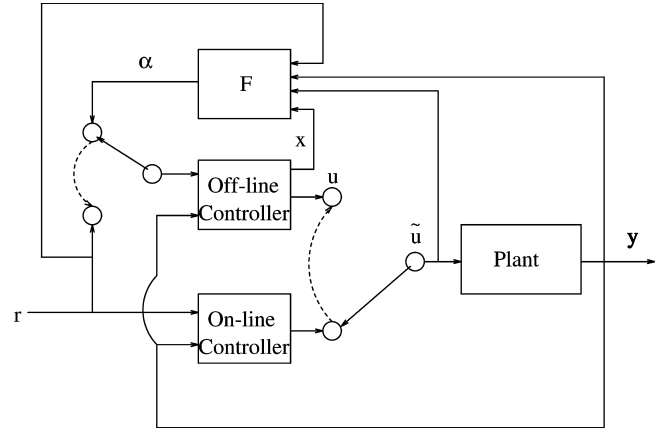 α
F
x
u
Off-line
Controller
ũ
Plant
y
r
On-line
Controller